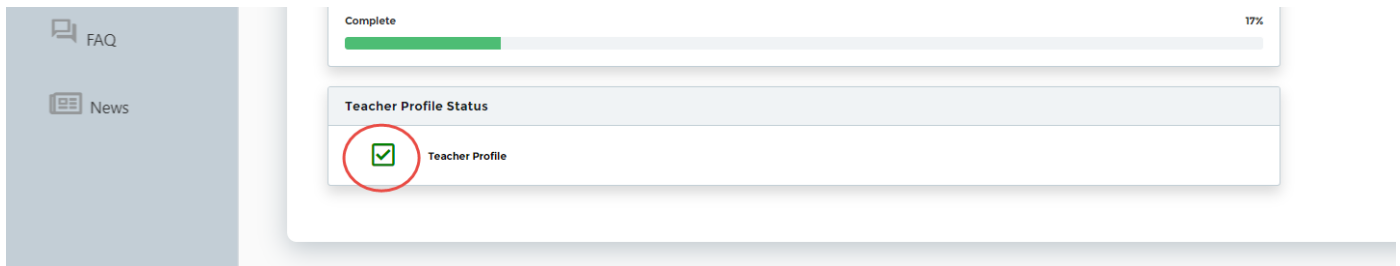 FAQ
News
Complete 17%
Teacher Profile Status
Teacher Profile